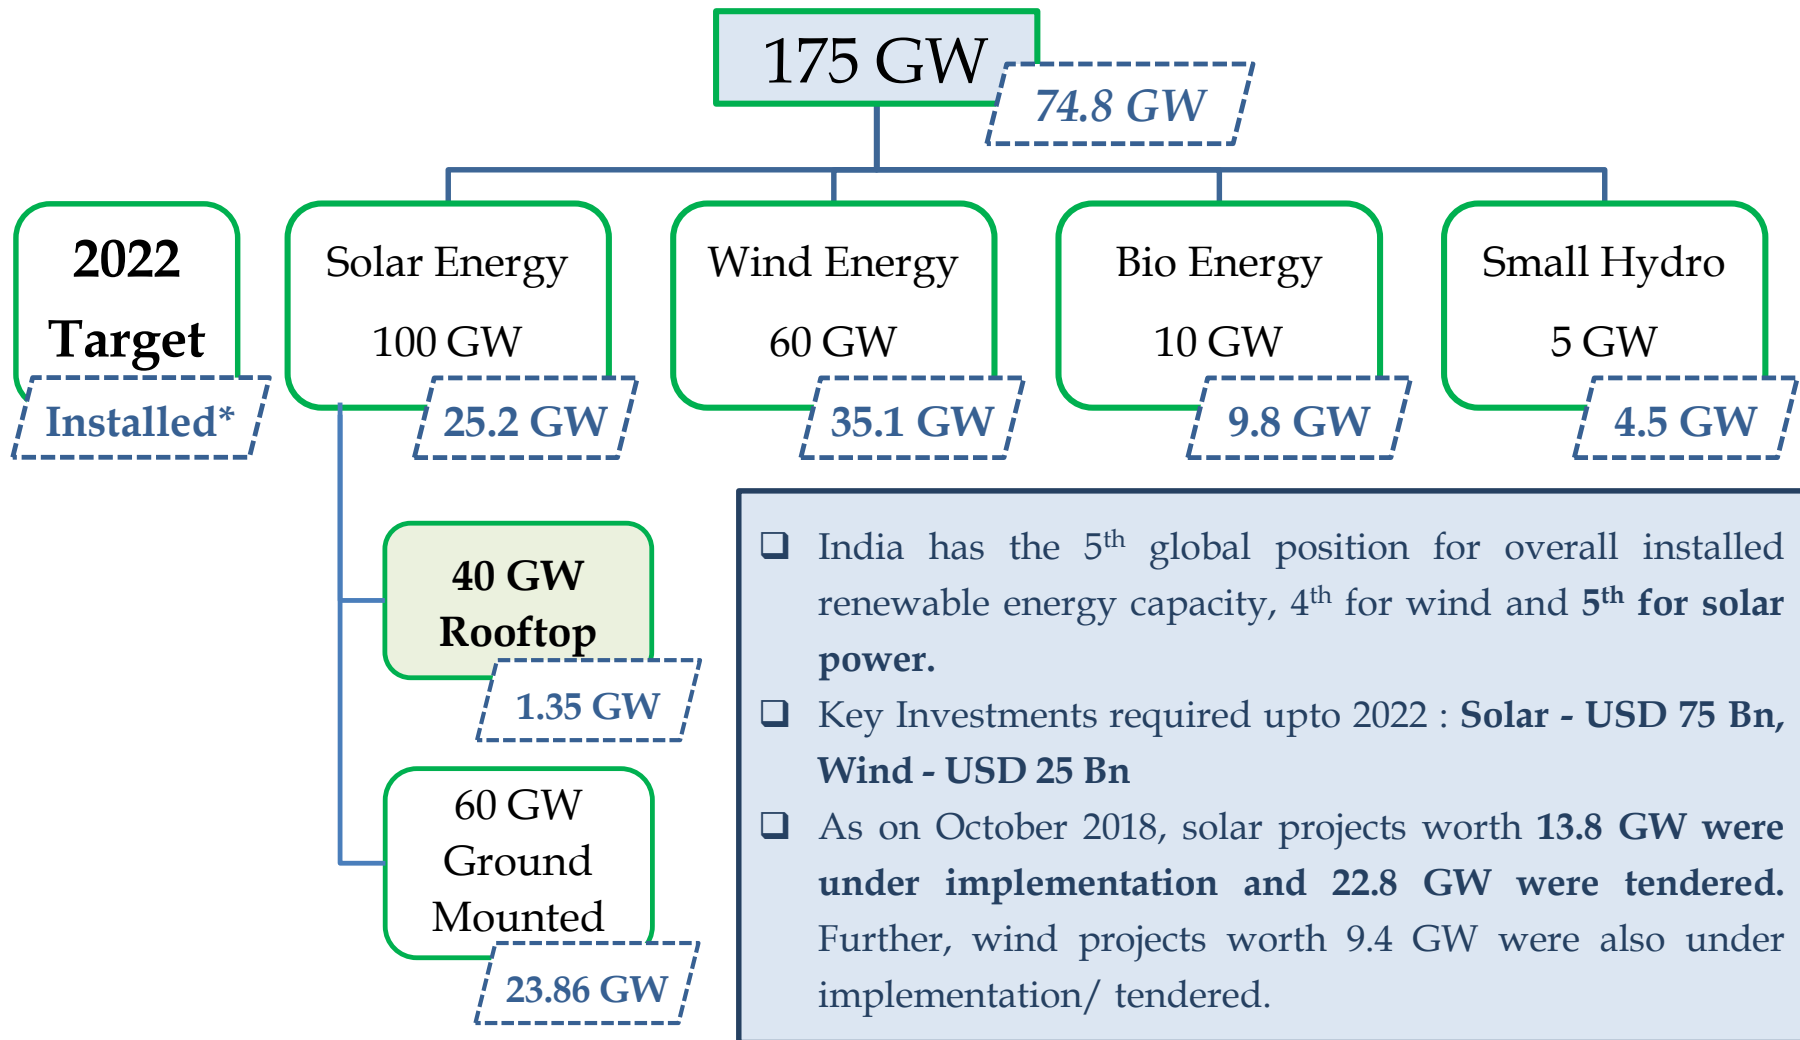 175 GW
74.8 GW
2022
Target
Installed*
Solar Energy
100 GW
25.2 GW
Wind Energy
60 GW
35.1 GW
Bio Energy
10 GW
9.8 GW
Small Hydro
5 GW
4.5 GW
40 GW
Rooftop
1.35 GW
60 GW
Ground
Mounted
23.86 GW
❑ India has the 5th global position for overall installed
renewable energy capacity, 4th for wind and 5th for solar
power.
❑ Key Investments required upto 2022 : Solar - USD 75 Bn,
Wind - USD 25 Bn
❑ As on October 2018, solar projects worth 13.8 GW were
under implementation and 22.8 GW were tendered.
Further, wind projects worth 9.4 GW were also under
implementation/ tendered.